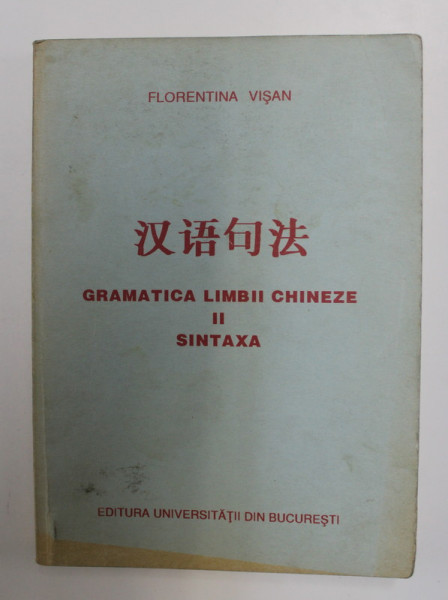 FLORENTINA VIŞAN
汉语句法
GRAMATICA LIMBII CHINEZE
II
SINTAXA
EDITURA UNIVERSITĂŢII DIN BUCUREŞTI